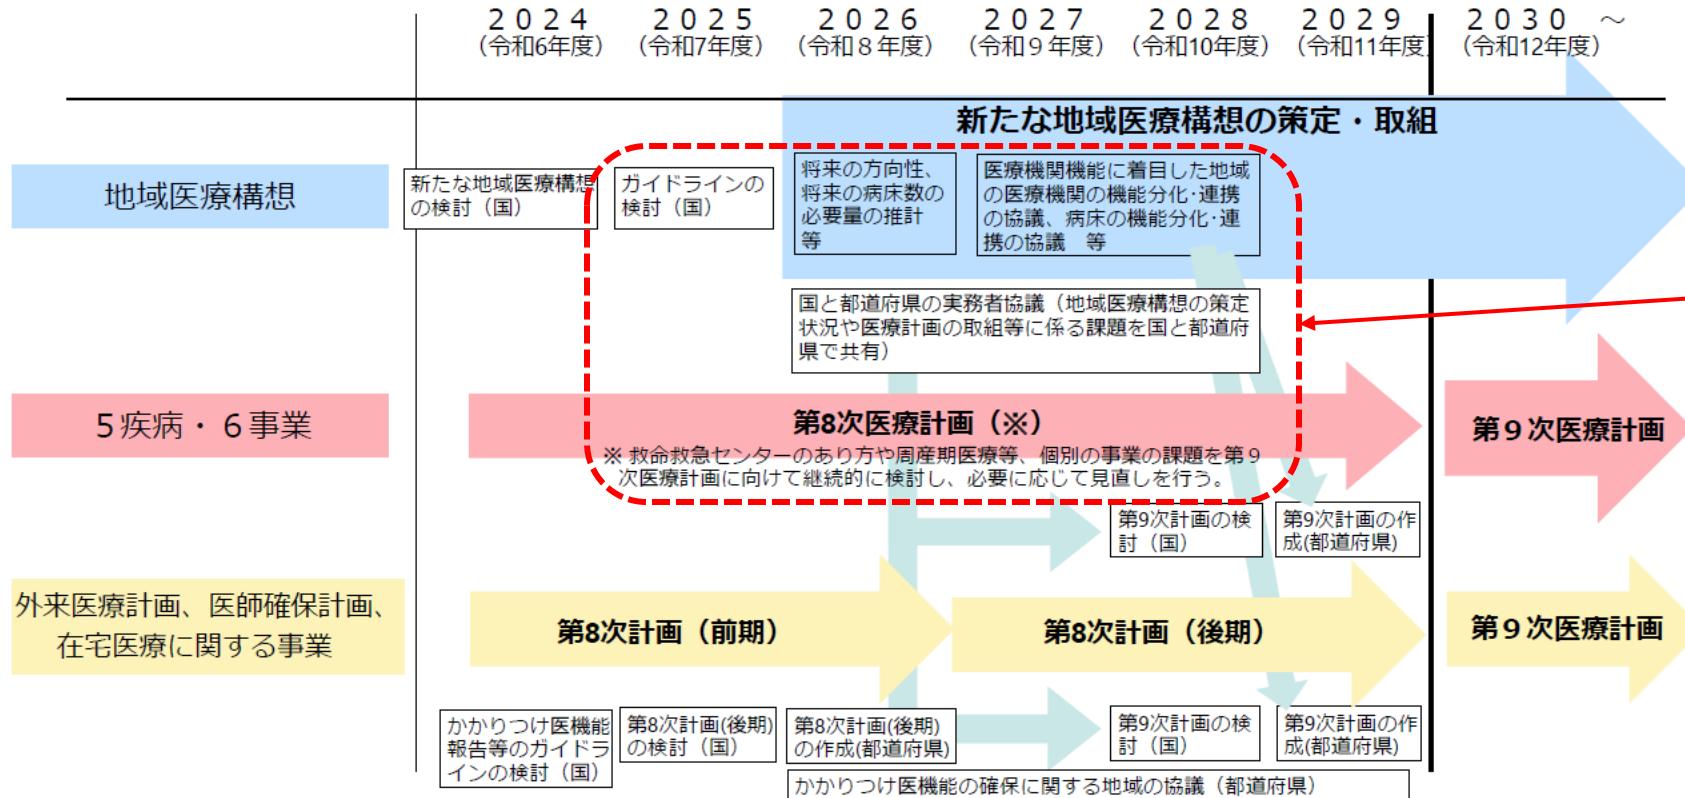 ２０２４
（令和6年度）
２０２５
（令和7年度）
２０２６
（令和８年度）
２０２７
（令和９年度）
２０２８
（令和10年度）
２０２９
（令和11年度）
２０30　～
（令和12年度）
新たな地域医療構想の策定・取組
地域医療構想
新たな地域医療構想
の検討（国）
ガイドラインの
検討（国）
将来の方向性、
将来の病床数の
必要量の推計
等
医療機関機能に着目した地域
の医療機関の機能分化･連携
の協議、病床の機能分化･連
携の協議　等
国と都道府県の実務者協議（地域医療構想の策定
状況や医療計画の取組等に係る課題を国と都道府
県で共有）
５疾病・６事業
第8次医療計画（※）
※ 救命救急センターのあり方や周産期医療等、個別の事業の課題を第９
次医療計画に向けて継続的に検討し、必要に応じて見直しを行う。
第９次医療計画
第9次計画の検
討（国）
第9次計画の作
成(都道府県)
外来医療計画、医師確保計画、
在宅医療に関する事業
第8次計画（前期）
第8次計画（後期）
第９次医療計画
かかりつけ医機能
報告等のガイドラ
インの検討（国）
第8次計画(後期)
の検討（国）
第8次計画(後期)
の作成(都道府県)
第9次計画の検
討（国）
第9次計画の作
成(都道府県)
かかりつけ医機能の確保に関する地域の協議（都道府県）